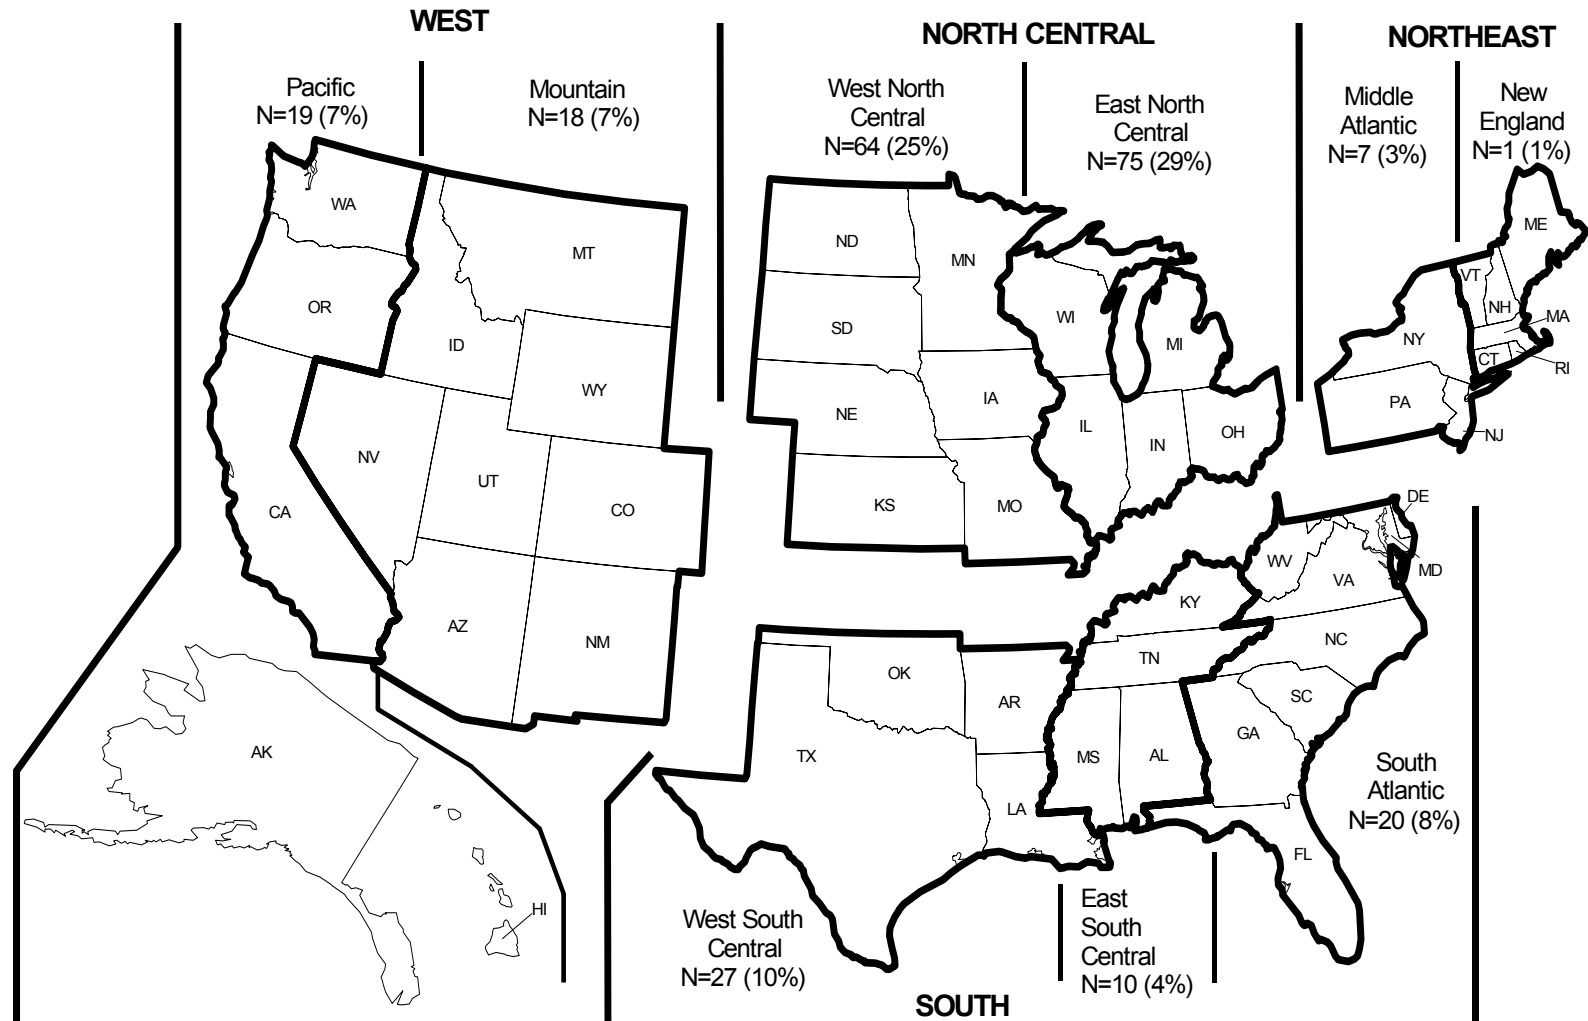 WEST
NORTH CENTRAL
NORTHEAST
Pacific
N=19 (7%)
Mountain
N=18 (7%)
West North
Central
N=64 (25%)
East North
Central
N=75 (29%)
Middle
Atlantic
N=7 (3%)
New
England
N=1 (1%)
WA
MT
OR
ID
WY
NV
UT
CO
CA
AZ
NM
AK
HI
ND
MN
SD
WI
MI
NE
IA
IL
IN
OH
KS
MO
ME
VT
NH
MA
NY
CT
RI
PA
NJ
DE
WV
MD
VA
KY
NC
TN
OK
AR
SC
GA
TX
MS
AL
LA
FL
South
Atlantic
N=20 (8%)
West South
Central
N=27 (10%)
East
South
Central
N=10 (4%)
SOUTH